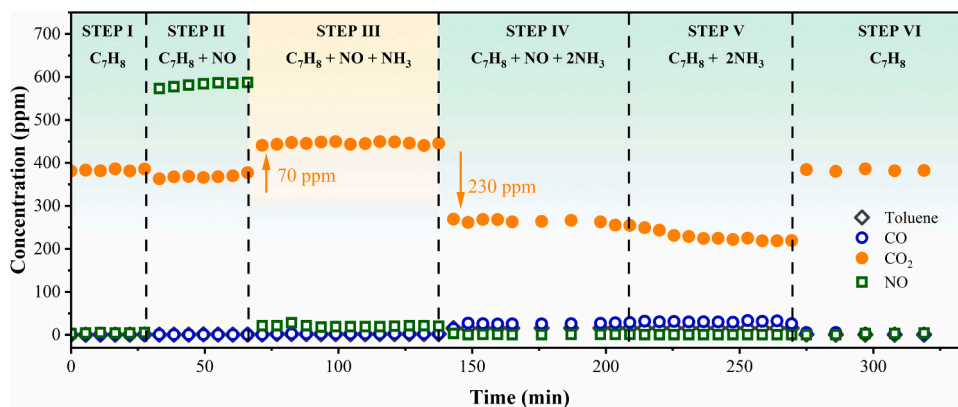 STEP I
C₇H₈
STEP II
C₇H₈ + NO
STEP III
C₇H₈ + NO + NH₃
STEP IV
C₇H₈ + NO + 2NH₃
STEP V
C₇H₈ + 2NH₃
STEP VI
C₇H₈
Concentration (ppm)
700
600
500
400
300
200
100
0
70 ppm
230 ppm
Toluene
CO
CO₂
NO
0
50
100
150
200
250
300
Time (min)